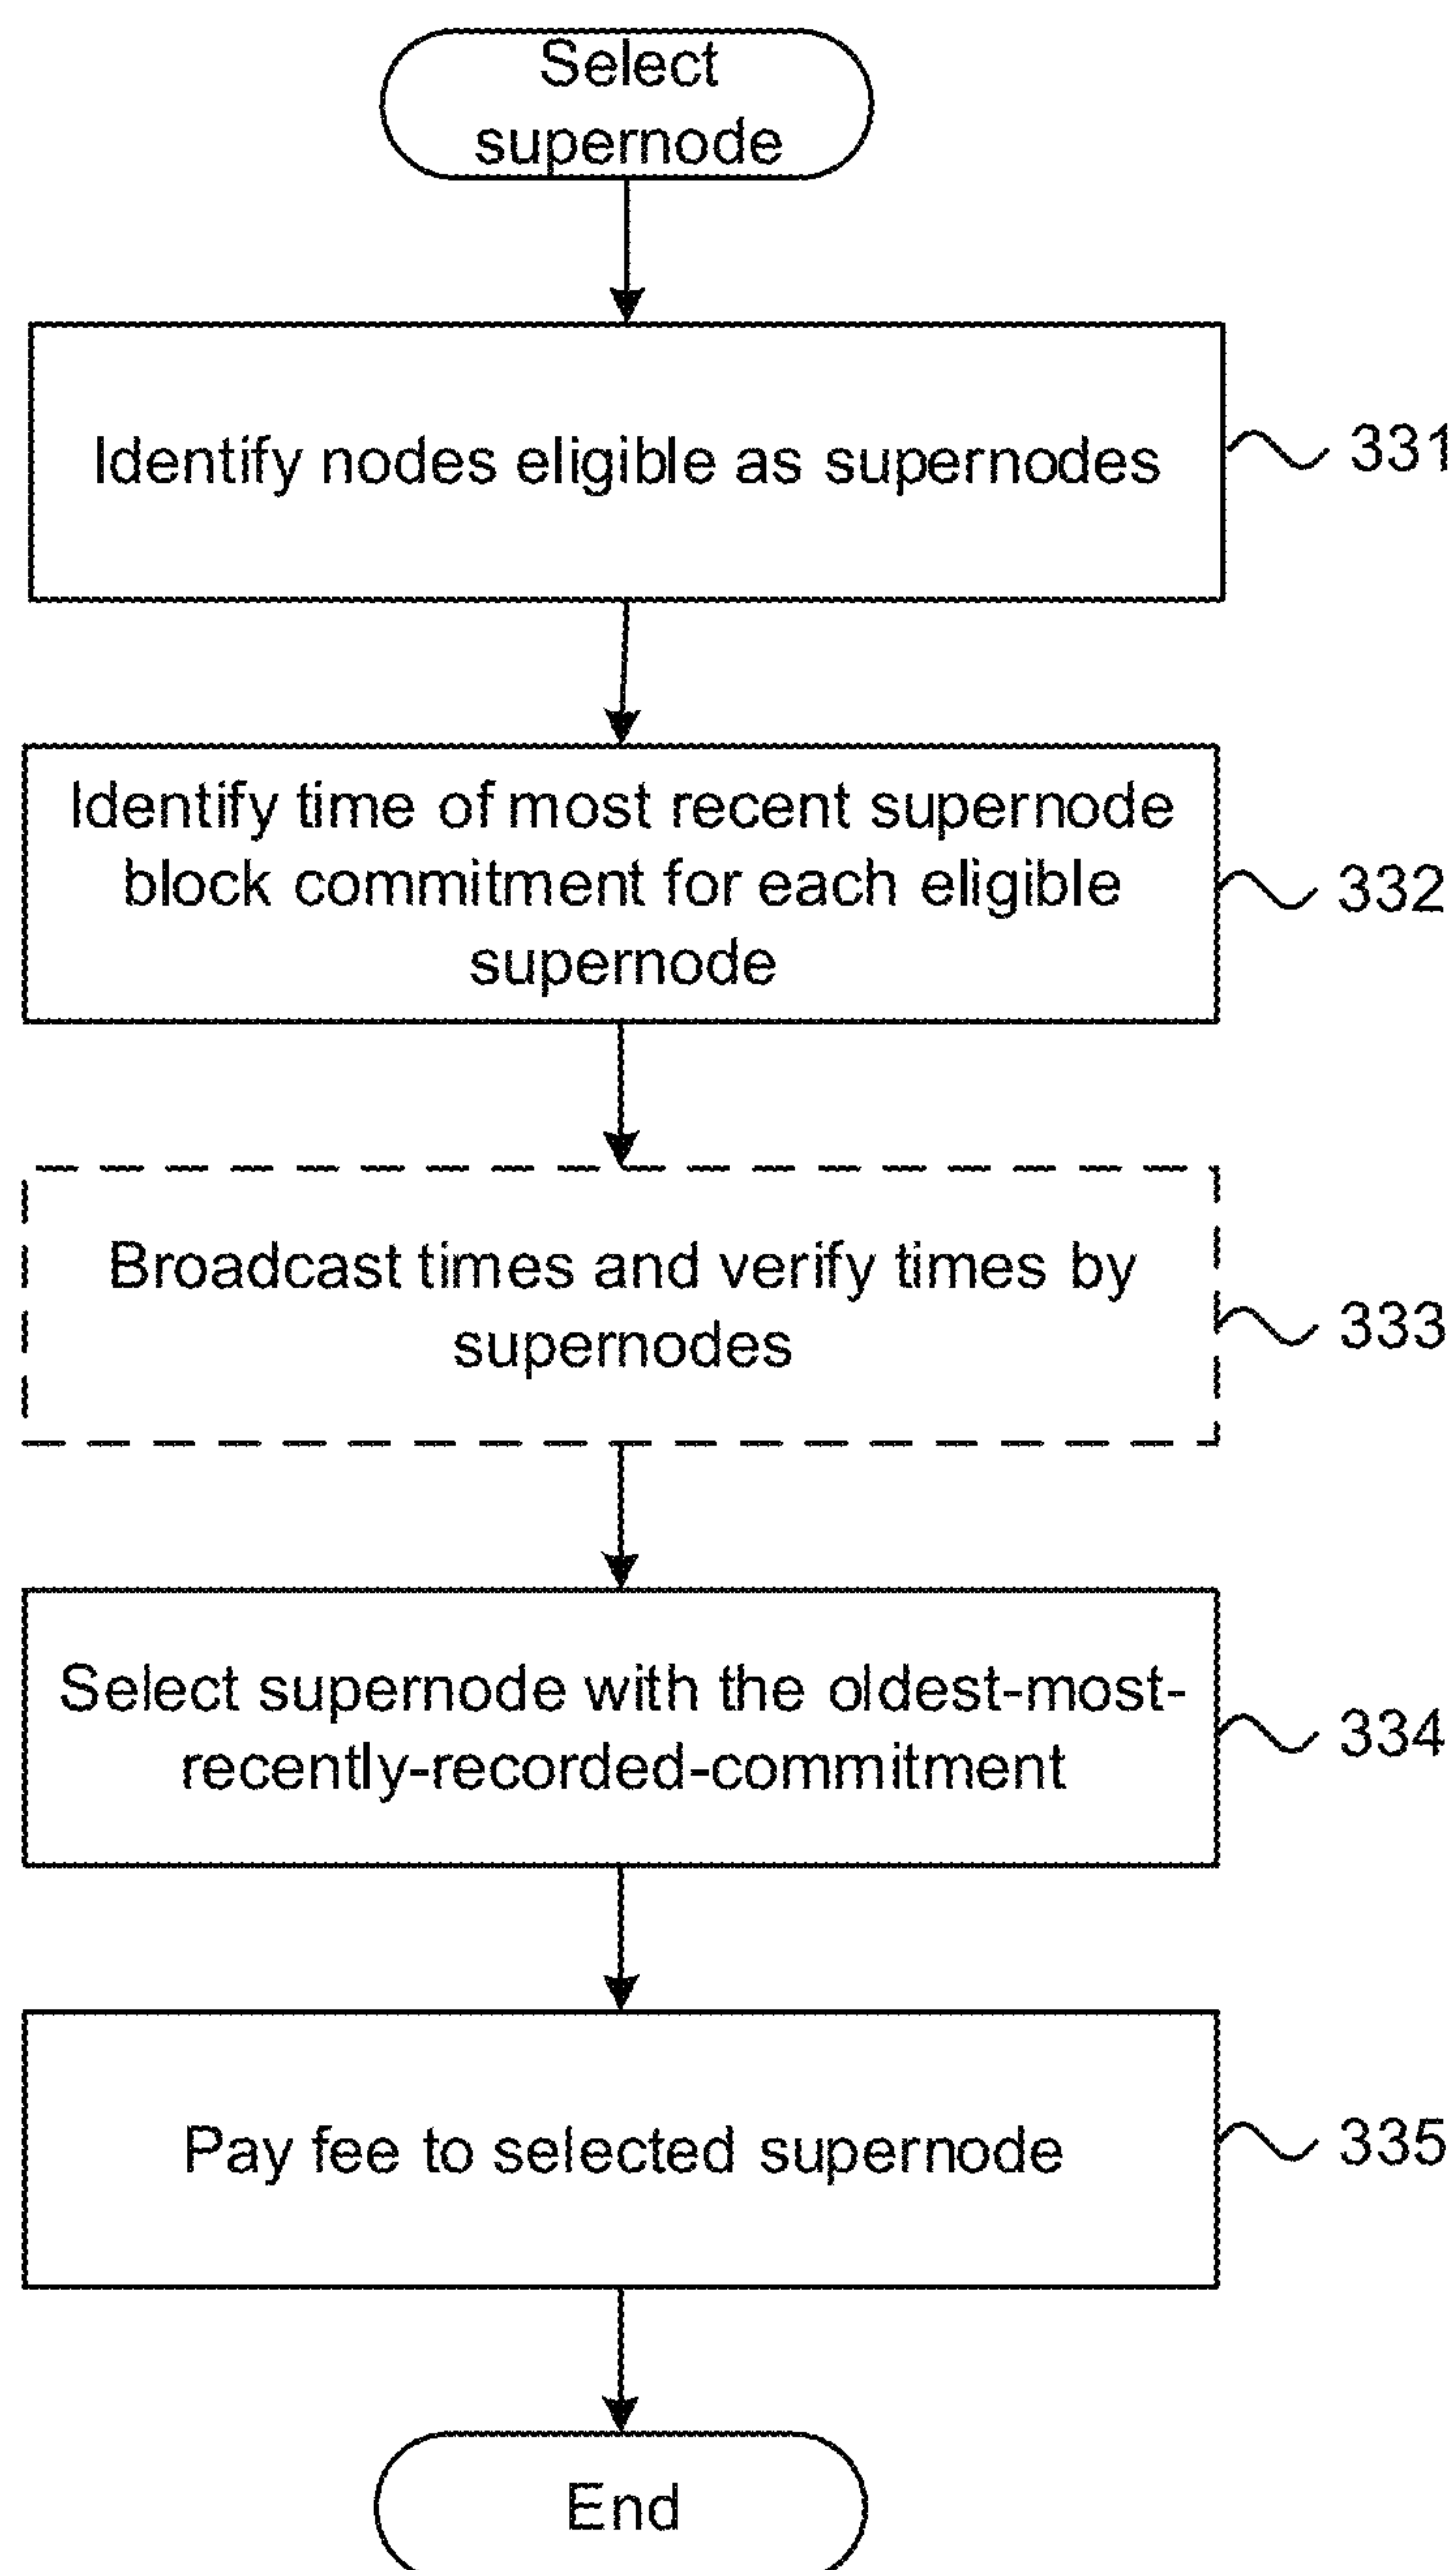 Select
supernode
Identify nodes eligible as supernodes
331
Identify time of most recent supernode
block commitment for each eligible
supernode
332
Broadcast times and verify times by
supernodes
333
Select supernode with the oldest-most-
recently-recorded-commitment
334
Pay fee to selected supernode
335
End